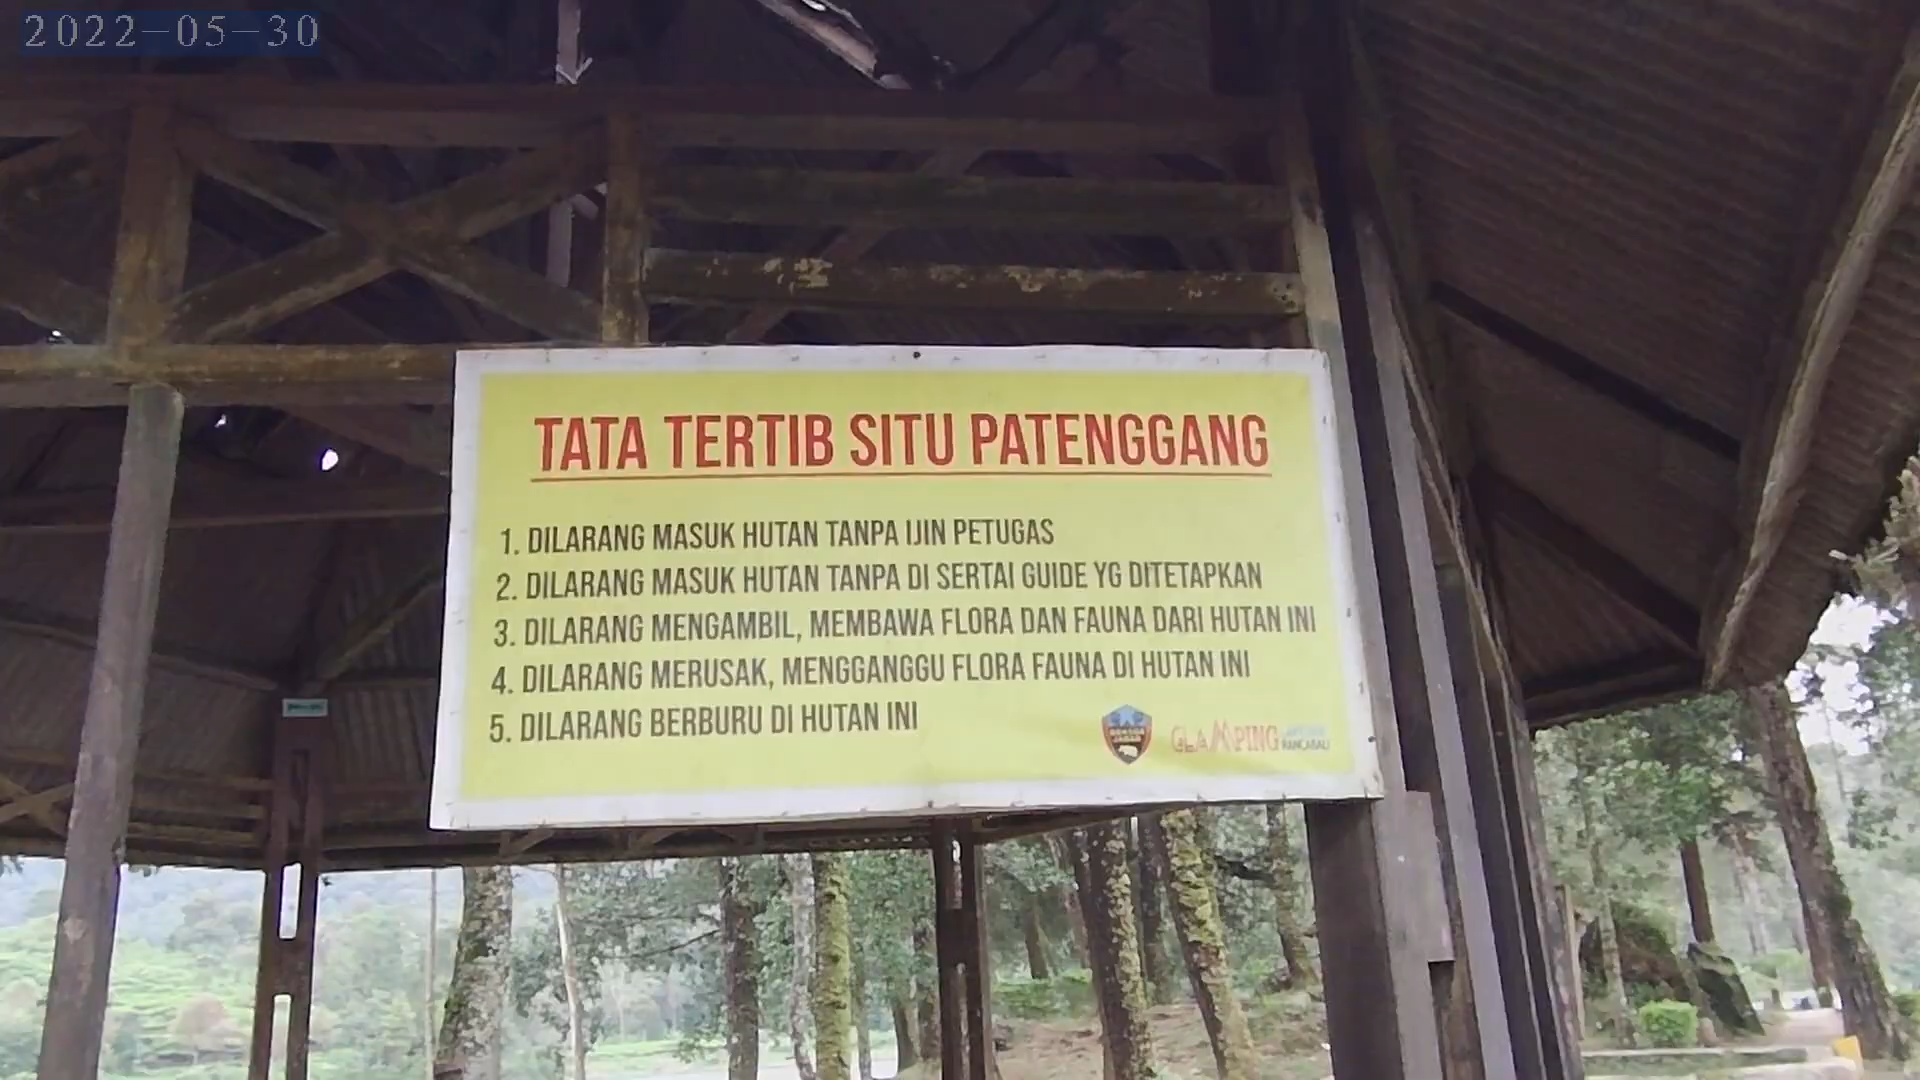 2022-05-30
TATA TERTIB SITU PATENGGANG
1. DILARANG MASUK HUTAN TANPA IJIN PETUGAS
2. DILARANG MASUK HUTAN TANPA DI SERTAI GUIDE YG DITETAPKAN
3. DILARANG MENGAMBIL, MEMBAWA FLORA DAN FAUNA DARI HUTAN INI
4. DILARANG MERUSAK, MENGGANGGU FLORA FAUNA DI HUTAN INI
5. DILARANG BERBURU DI HUTAN INI
GLAMPING
RANCABALI